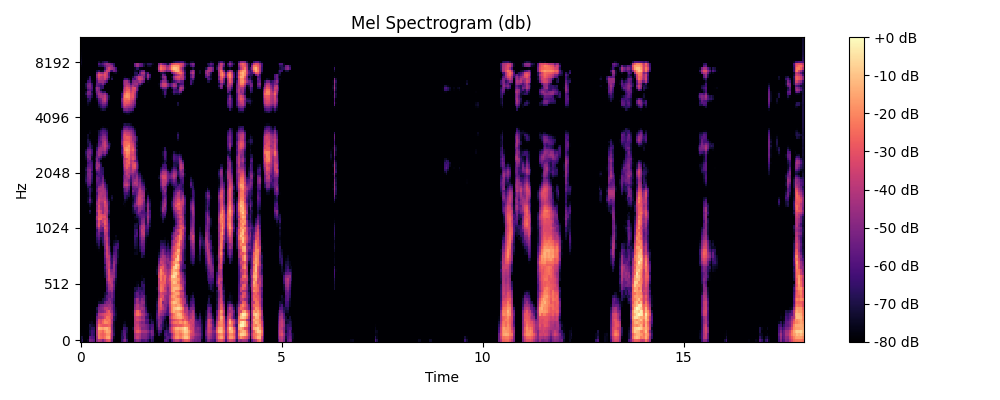 Mel Spectrogram (db)
8192
4096
2048
1024
512
0
Hz
0 5 10 15
Time
+0 dB
-10 dB
-20 dB
-30 dB
-40 dB
-50 dB
-60 dB
-70 dB
-80 dB